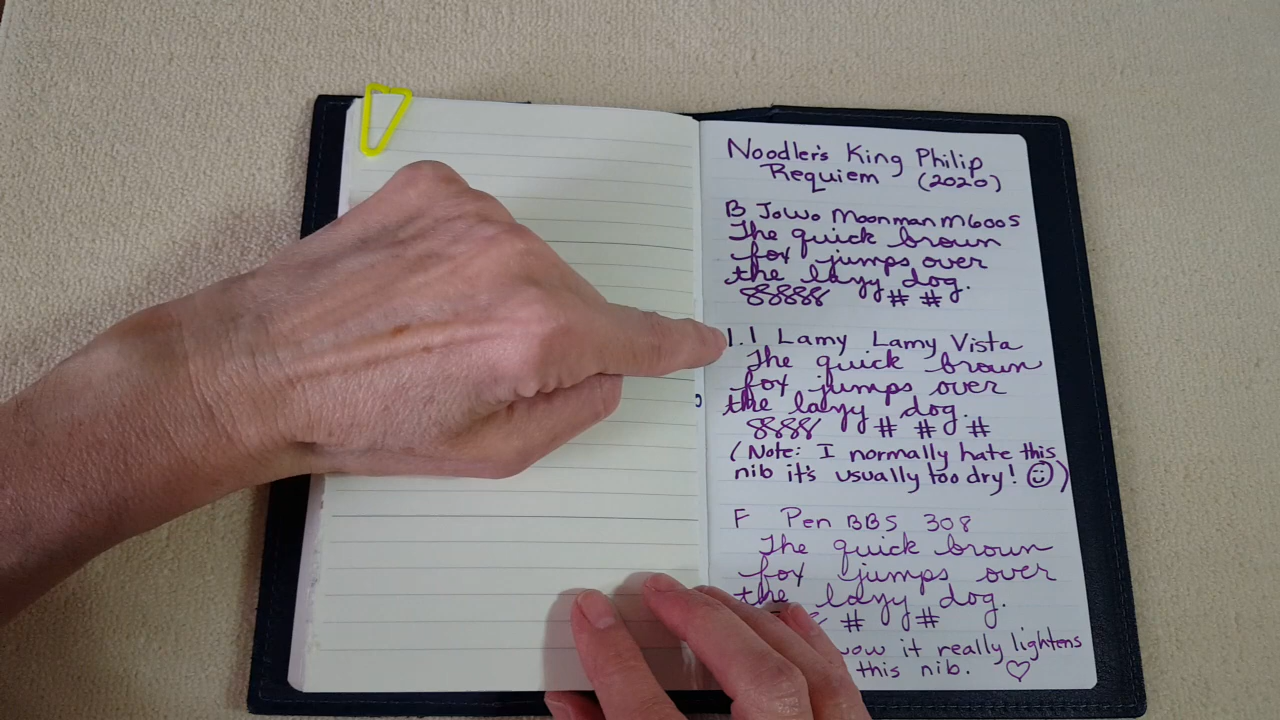 Noodler's King Philip
Requiem (2020)
B JoWo Moonman M600S
The quick brown
fox jumps over
the lazy dog.
88888 # #
1.1 Lamy Lamy Vista
The quick brown
fox jumps over
the lazy dog.
8888 # # #
(Note: I normally hate this
nib it's usually too dry! ☺)
F Pen BBS 308
The quick brown
fox jumps over
the lazy dog.
# #
it really lightens
this nib. ♡